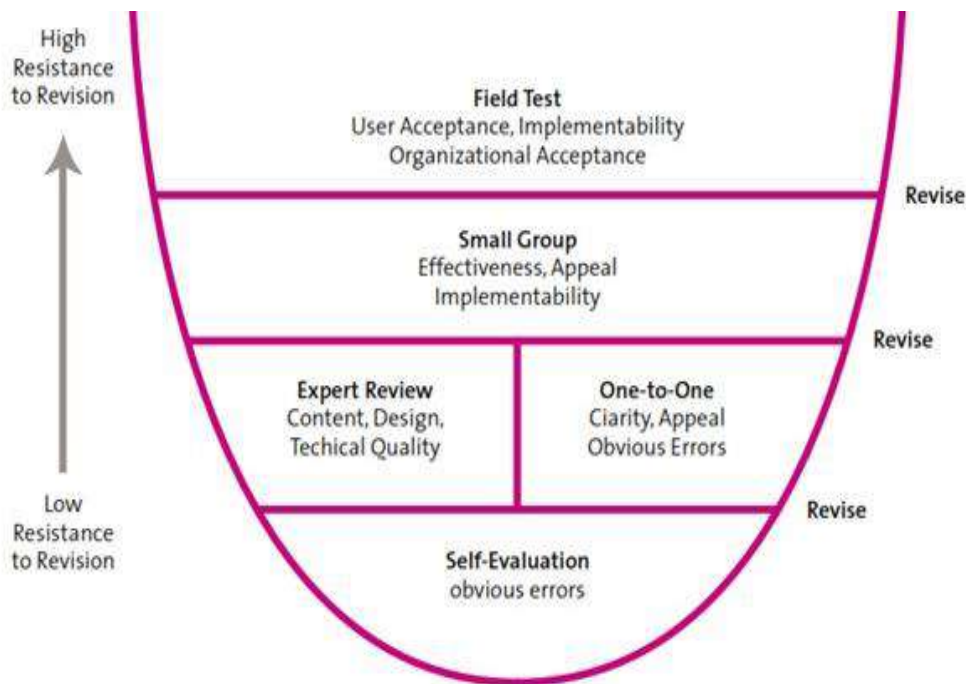 High
Resistance
to Revision
Field Test
User Acceptance, Implementability
Organizational Acceptance
Revise
Small Group
Effectiveness, Appeal
Implementability
Revise
Expert Review
Content, Design,
Techical Quality
One-to-One
Clarity, Appeal
Obvious Errors
Low
Resistance
to Revision
Revise
Self-Evaluation
obvious errors